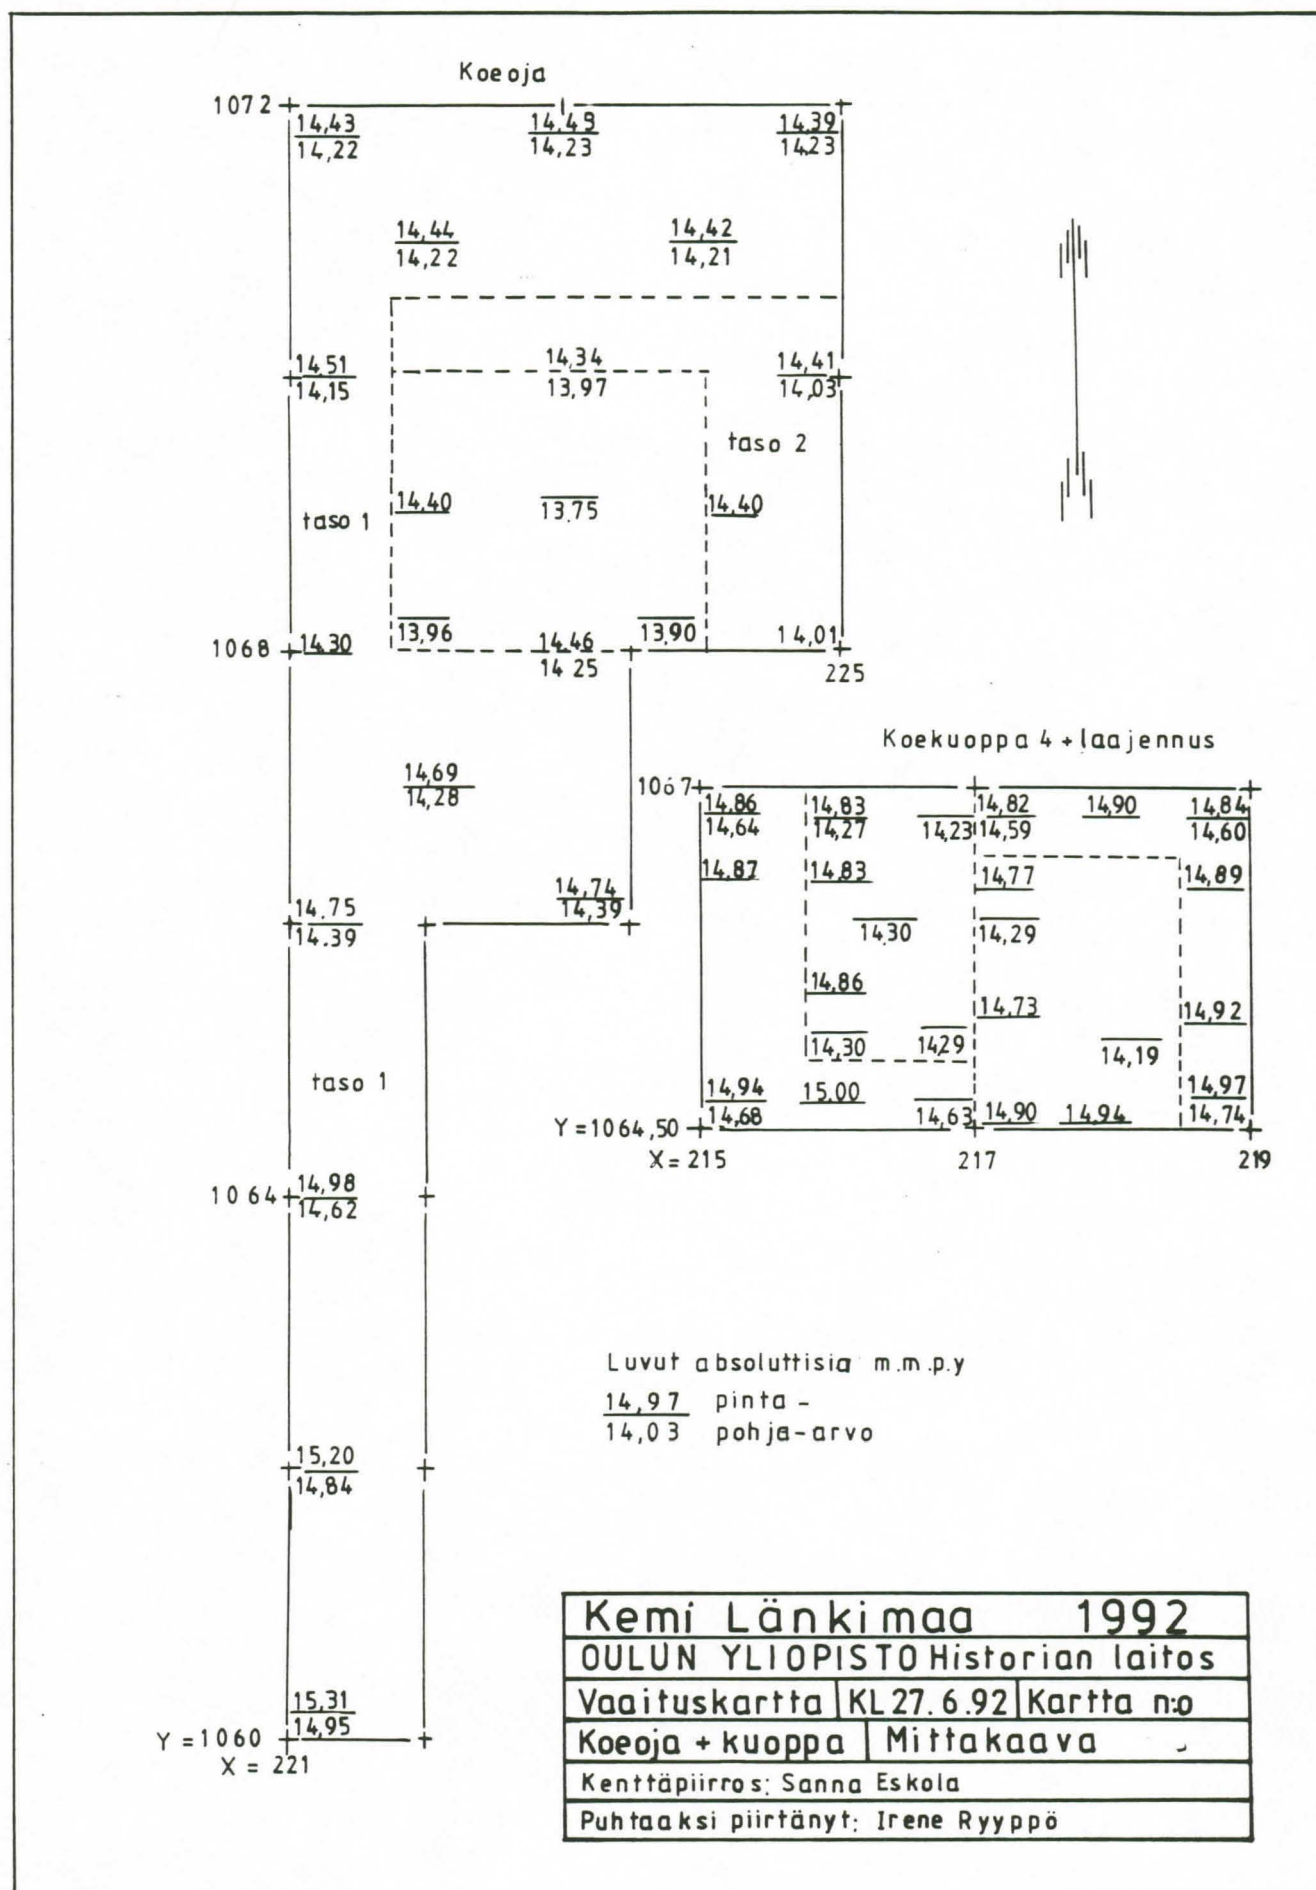 Koeoja
1072
14,43 14,43 14,39
14,22 14,23 14,23
14,44 14,42
14,22 14,21
14,51 14,34 14,41
14,15 13,97 14,03
taso 2
14,40 13,75 14,40
taso 1
13,96 13,90
1068 14,30 14,46 14,01
14 25 225
Koekuoppa 4 + laajennus
14,69
14,28
1067
14,86 14,83 14,82 14,90 14,84
14,64 14,27 14,23 14,59 14,60
14,87 14,83 14,77 14,89
14,74
14,39
14.75
14.39
14,30 14,29
14,86 14,73 14,92
14,30 14,29 14,19
taso 1
14,94 15,00 14,97
14,68 14,63 14,90 14,94 14,74
Y=1064,50
X=215 217 219
1064 14,98
14,62
Luvut absoluttisia m.m.p.y
14,97 pinta -
14,03 pohja-arvo
15,20
14,84
15,31
14,95
Y=1060
X = 221
Kemi Länkimaa 1992
OULUN YLIOPISTO Historian laitos
Vaaituskartta KL 27.6.92 Kartta n:o
Koeoja + kuoppa Mittakaava
Kenttäpiirros: Sanna Eskola
Puhtaaksi piirtänyt: Irene Ryyppö